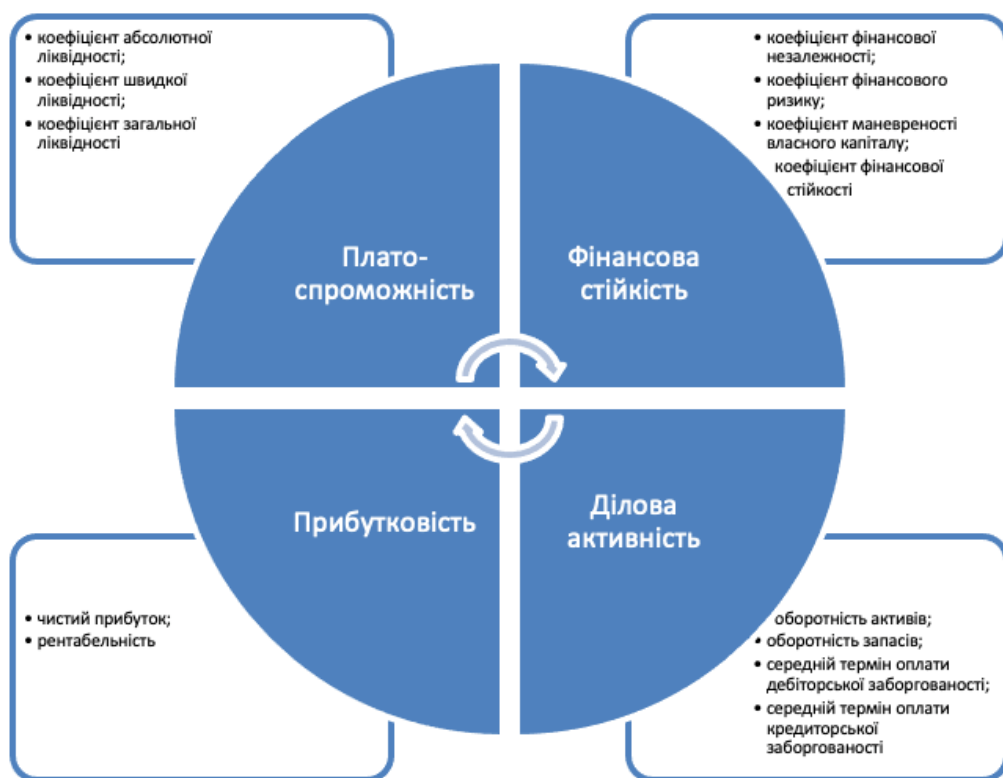 • коефіцієнт абсолютної
ліквідності;
• коефіцієнт швидкої
ліквідності;
• коефіцієнт загальної
ліквідності
• коефіцієнт фінансової
незалежності;
• коефіцієнт фінансового
ризику;
• коефіцієнт маневреності
власного капіталу;
коефіцієнт фінансової
стійкості
Плато-
спроможність
Фінансова
стійкість
Прибутковість
Ділова
активність
• чистий прибуток;
• рентабельність
оборотність активів;
• оборотність запасів;
• середній термін оплати
дебіторської заборгованості;
• середній термін оплати
кредиторської
заборгованості